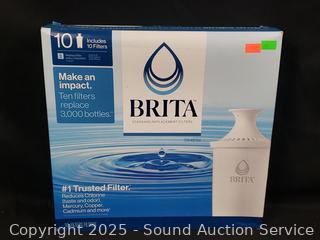 10 Includes
10 Filters
Make an
impact.
Ten filters
replace
3,000 bottles.*
BRITA
STANDARD REPLACEMENT FILTERS
#1 Trusted Filter.
Reduces Chlorine
(taste and odor),
Mercury, Copper,
Cadmium and more
BRITA
Copyright 2025 - Sound Auction Service